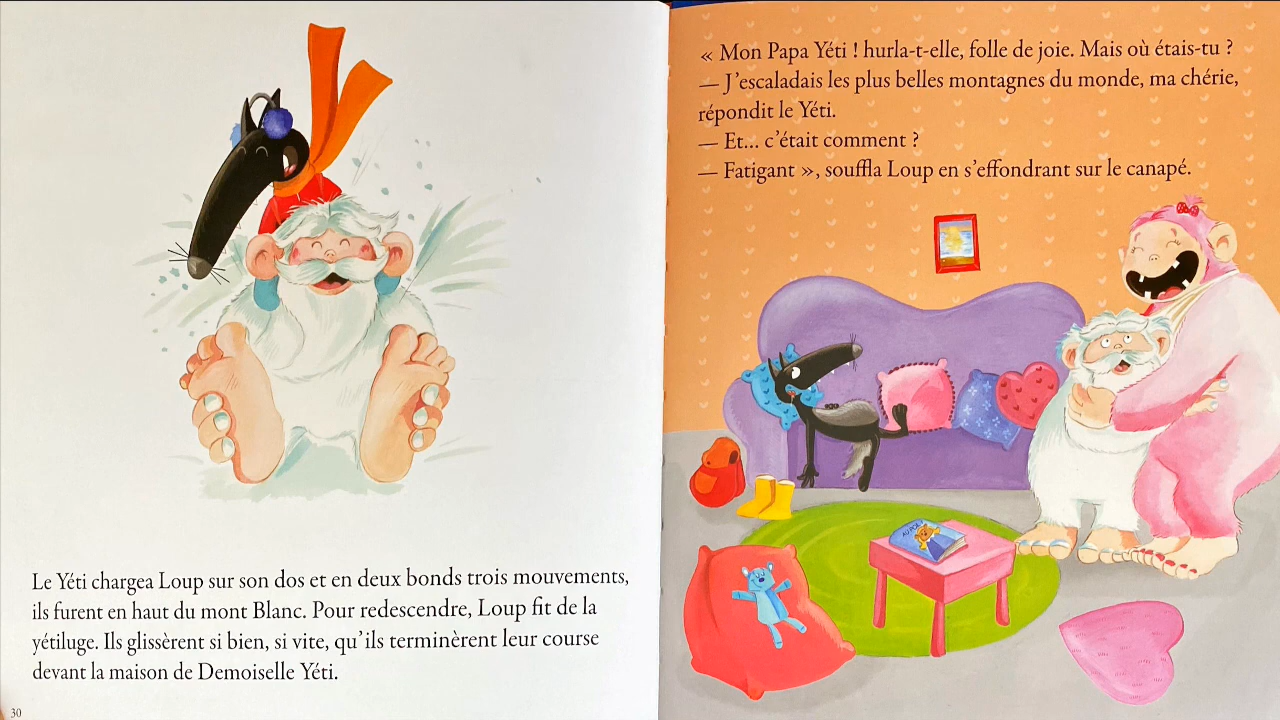 Le Yéti chargea Loup sur son dos et en deux bonds trois mouvements,
ils furent en haut du mont Blanc. Pour redescendre, Loup fit de la
yétiluge. Ils glissèrent si bien, si vite, qu'ils terminèrent leur course
devant la maison de Demoiselle Yéti.
30
« Mon Papa Yéti ! hurla-t-elle, folle de joie. Mais où étais-tu ?
— J'escaladais les plus belles montagnes du monde, ma chérie,
répondit le Yéti.
— Et... c'était comment ?
— Fatigant », souffla Loup en s'effondrant sur le canapé.